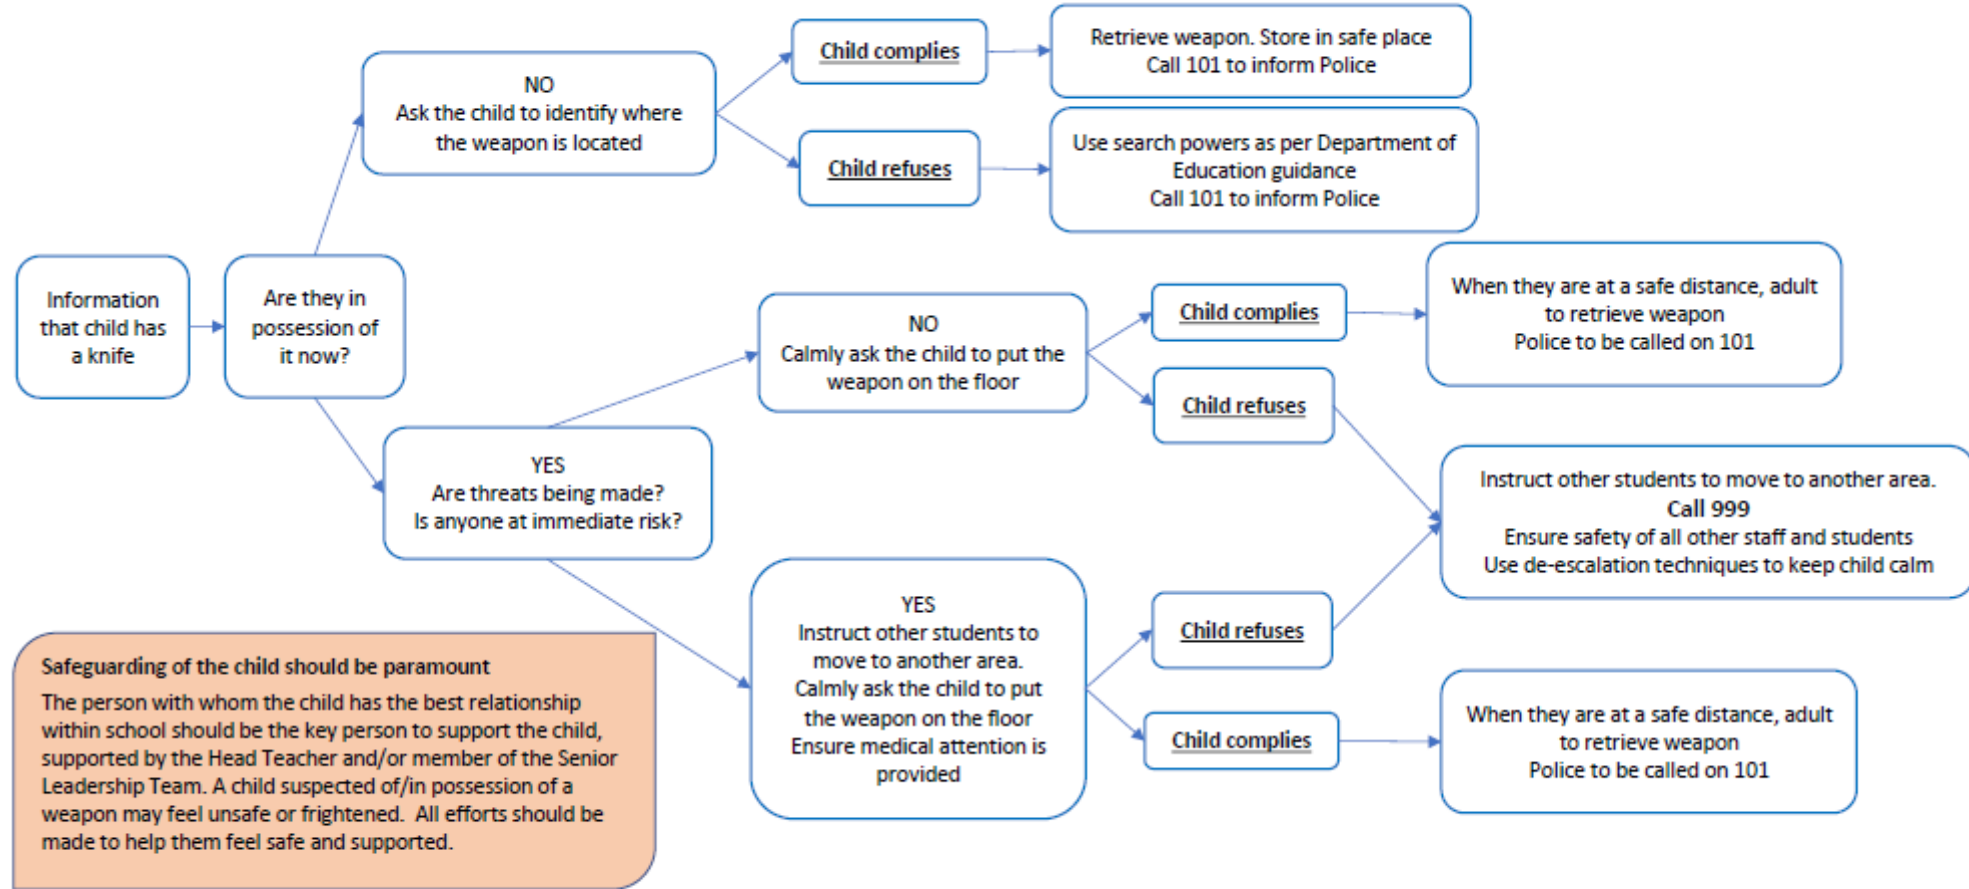 Information
that child has
a knife
Are they in
possession of
it now?
NO
Ask the child to identify where
the weapon is located
Child complies
Retrieve weapon. Store in safe place
Call 101 to inform Police
Child refuses
Use search powers as per Department of
Education guidance
Call 101 to inform Police
YES
Are threats being made?
Is anyone at immediate risk?
NO
Calmly ask the child to put the
weapon on the floor
Child complies
When they are at a safe distance, adult
to retrieve weapon
Police to be called on 101
Child refuses
Instruct other students to move to another area.
Call 999
Ensure safety of all other staff and students
Use de-escalation techniques to keep child calm
YES
Instruct other students to
move to another area.
Calmly ask the child to put
the weapon on the floor
Ensure medical attention is
provided
Child refuses
Child complies
When they are at a safe distance, adult
to retrieve weapon
Police to be called on 101
Safeguarding of the child should be paramount
The person with whom the child has the best relationship
within school should be the key person to support the child,
supported by the Head Teacher and/or member of the Senior
Leadership Team. A child suspected of/in possession of a
weapon may feel unsafe or frightened.  All efforts should be
made to help them feel safe and supported.